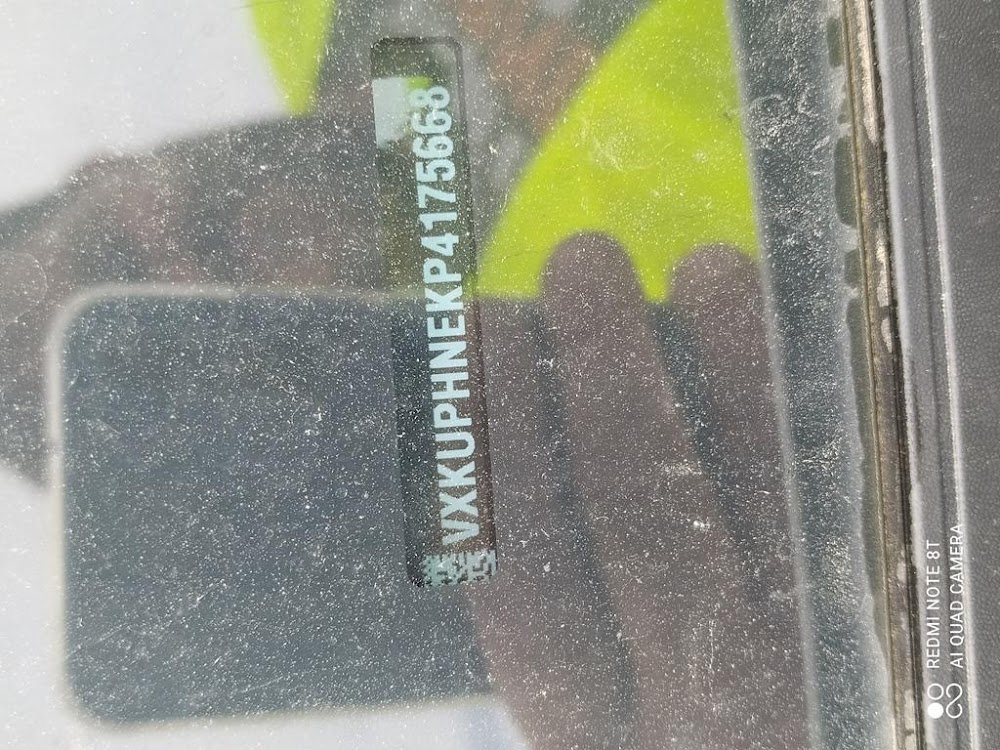 VXKUPHNEKP4175668
REDMI NOTE 8T
AI QUAD CAMERA